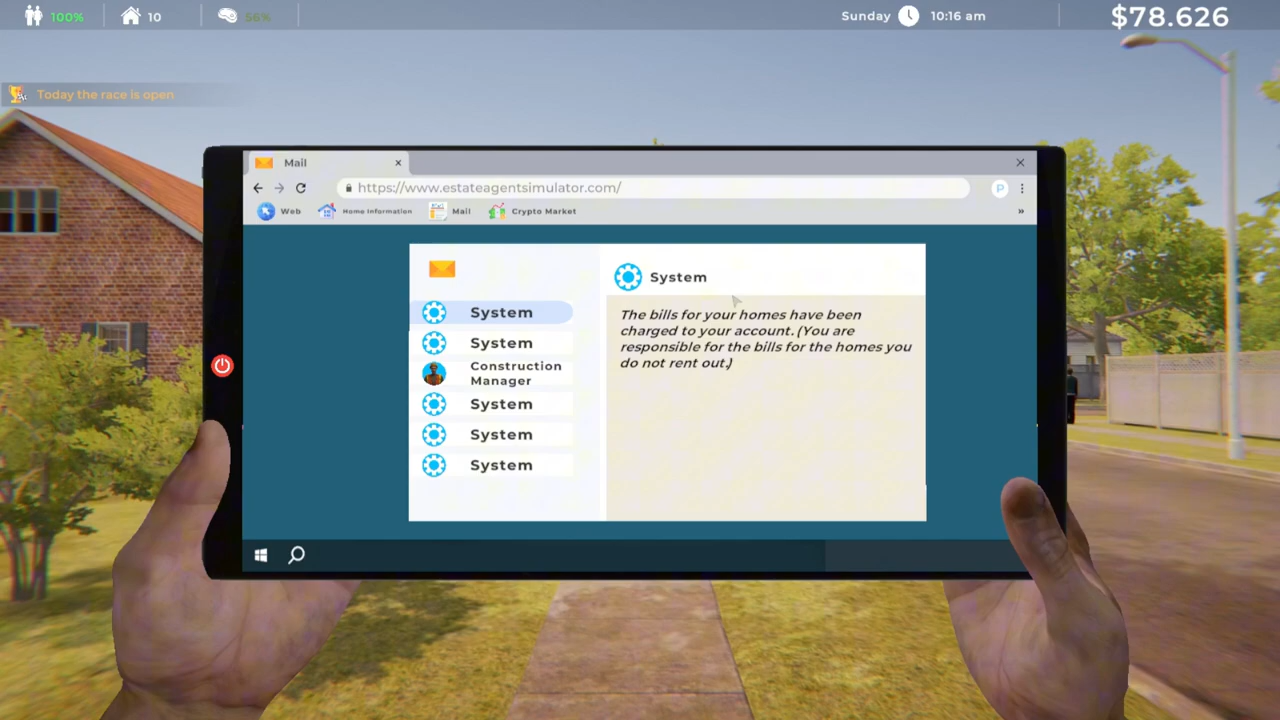 100%
10
56%
Sunday
10:16 am
$78.626
Today the race is open
Mail
https://www.estateagentsimulator.com/
P
Web
Home Information
Mail
Crypto Market
System
System
System
Construction
Manager
System
System
System
The bills for your homes have been
charged to your account. (You are
responsible for the bills for the homes you
do not rent out.)